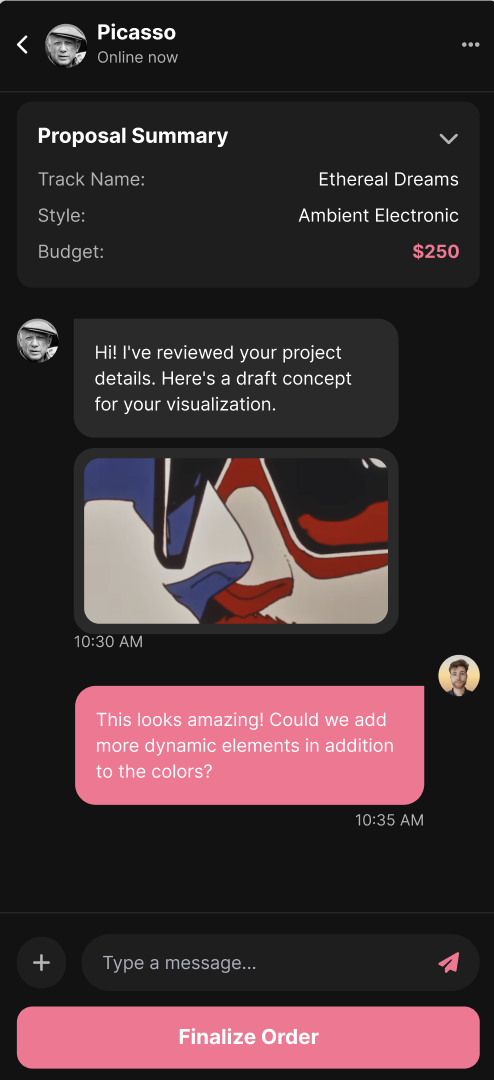 Picasso
Online now
Proposal Summary
Track Name: Ethereal Dreams
Style: Ambient Electronic
Budget: $250
Hi! I've reviewed your project
details. Here's a draft concept
for your visualization.
10:30 AM
This looks amazing! Could we add
more dynamic elements in addition
to the colors?
10:35 AM
Type a message...
Finalize Order